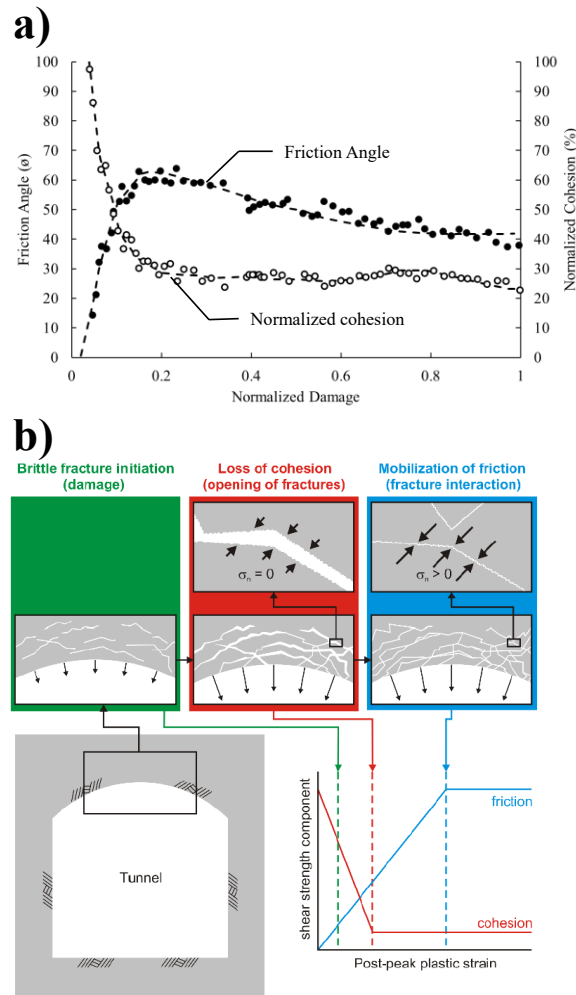 a)
Friction Angle (ø)
100
90
80
70
60
50
40
30
20
10
0
Friction Angle
Normalized cohesion
100
90
80
70
60
50
40
30
20
10
0
Normalized Cohesion (%)
0
0.2
0.4
0.6
0.8
1
Normalized Damage
b)
Brittle fracture initiation
(damage)
Loss of cohesion
(opening of fractures)
Mobilization of friction
(fracture interaction)
σn = 0
σn > 0
Tunnel
shear strength component
friction
cohesion
Post-peak plastic strain